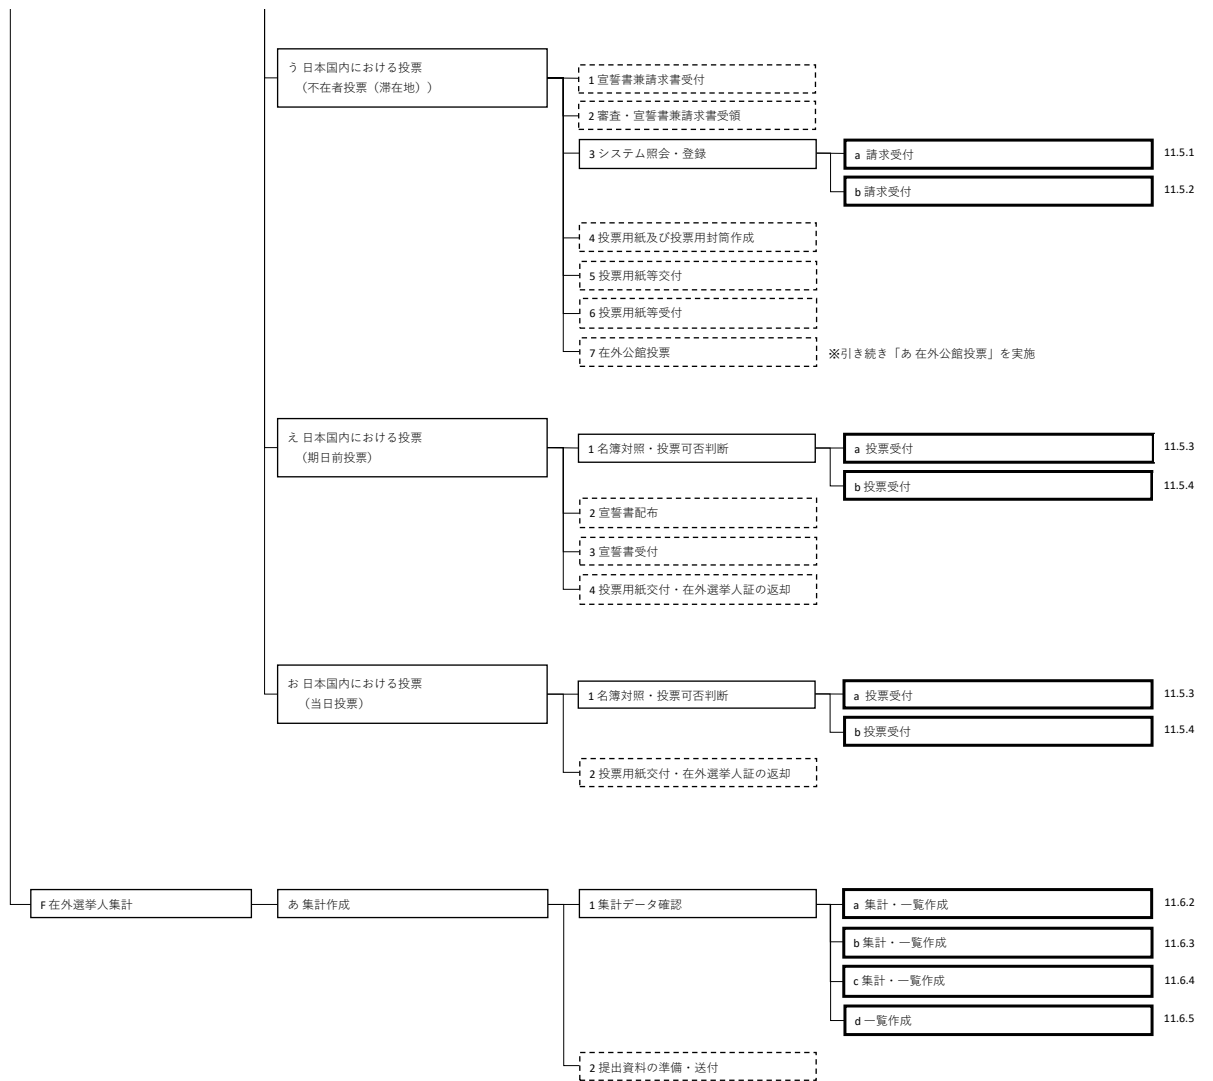 う 日本国内における投票
（不在者投票（滞在地））
1 宣誓書兼請求書受付
2 審査・宣誓書兼請求書受領
3 システム照会・登録
a 請求受付
11.5.1
b 請求受付
11.5.2
4 投票用紙及び投票用封筒作成
5 投票用紙等交付
6 投票用紙等受付
7 在外公館投票
※引き続き「あ 在外公館投票」を実施
え 日本国内における投票
（期日前投票）
1 名簿対照・投票可否判断
a 投票受付
11.5.3
b 投票受付
11.5.4
2 宣誓書配布
3 宣誓書受付
4 投票用紙交付・在外選挙人証の返却
お 日本国内における投票
（当日投票）
1 名簿対照・投票可否判断
a 投票受付
11.5.3
b 投票受付
11.5.4
2 投票用紙交付・在外選挙人証の返却
F 在外選挙人集計
あ 集計作成
1 集計データ確認
a 集計・一覧作成
11.6.2
b 集計・一覧作成
11.6.3
c 集計・一覧作成
11.6.4
d 一覧作成
11.6.5
2 提出資料の準備・送付